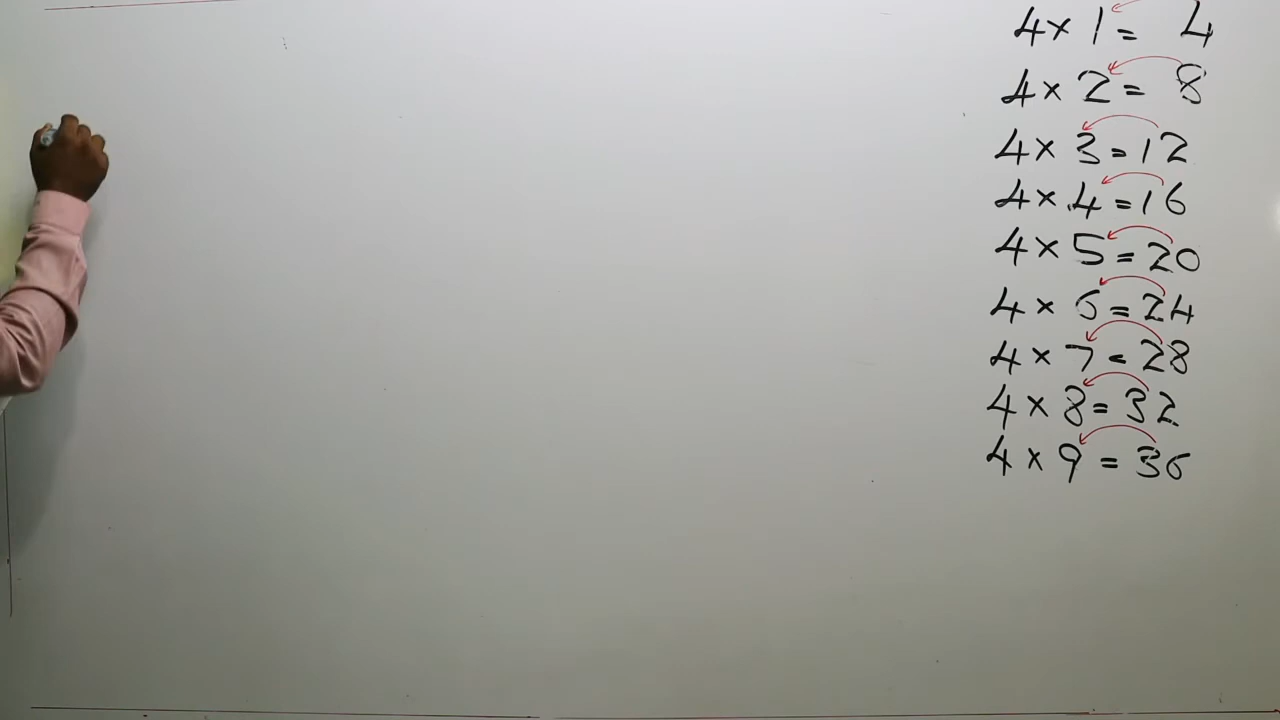 4 × 1 = 4
4 × 2 = 8
4 × 3 = 12
4 × 4 = 16
4 × 5 = 20
4 × 6 = 24
4 × 7 = 28
4 × 8 = 32
4 × 9 = 36